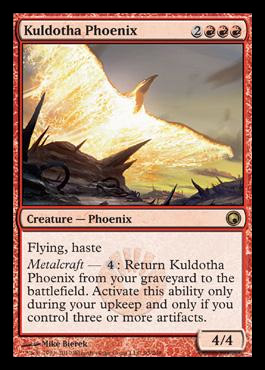 Kuldotha Phoenix 2
Creature — Phoenix
Flying, haste
Metalcraft — 4: Return Kuldotha
Phoenix from your graveyard to the
battlefield. Activate this ability only
during your upkeep and only if you
control three or more artifacts.
4/4
Mike Bierek